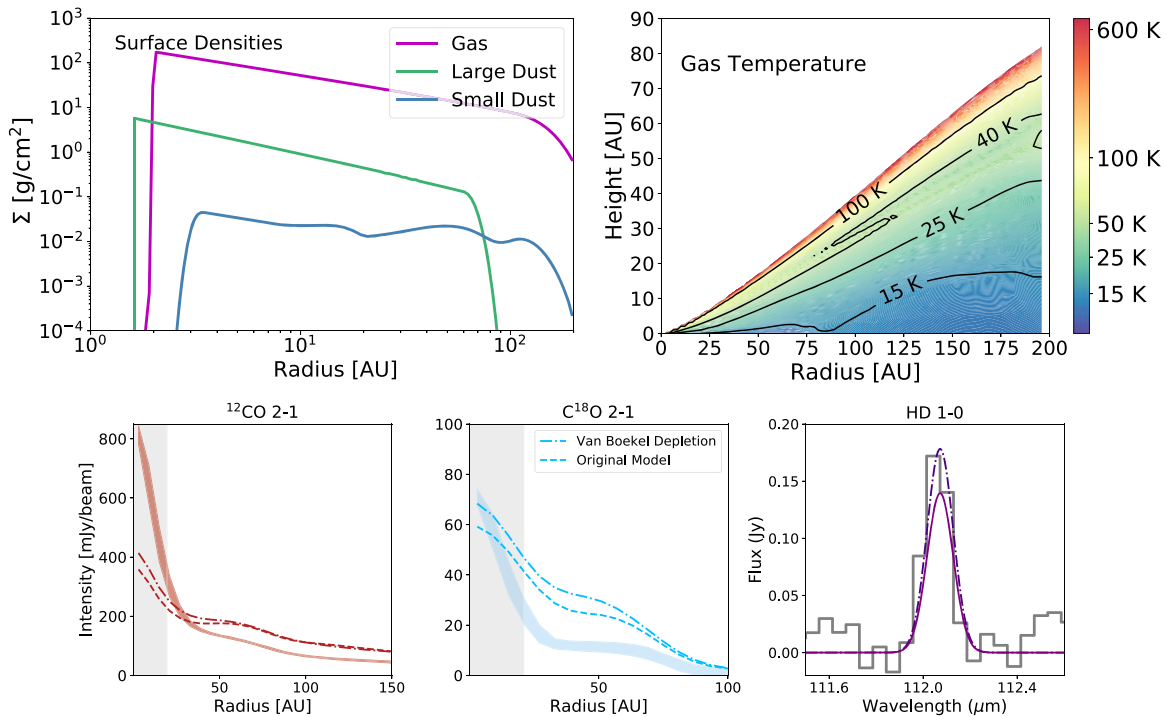 Surface Densities
Gas
Large Dust
Small Dust
10³
10²
10¹
10⁰
10⁻¹
10⁻²
10⁻³
10⁻⁴
Σ [g/cm²]
10⁰
10¹
10²
Radius [AU]
Gas Temperature
90
80
70
60
50
40
30
20
10
0
Height [AU]
100 K
40 K
25 K
15 K
0
25
50
75
100
125
150
175
200
Radius [AU]
600 K
100 K
50 K
25 K
15 K
¹²CO 2-1
800
600
400
200
0
Intensity [mJy/beam]
50
100
150
Radius [AU]
C¹⁸O 2-1
Van Boekel Depletion
Original Model
100
80
60
40
20
0
50
100
Radius [AU]
HD 1-0
0.20
0.15
0.10
0.05
0.00
Flux (Jy)
111.6
112.0
112.4
Wavelength (μm)